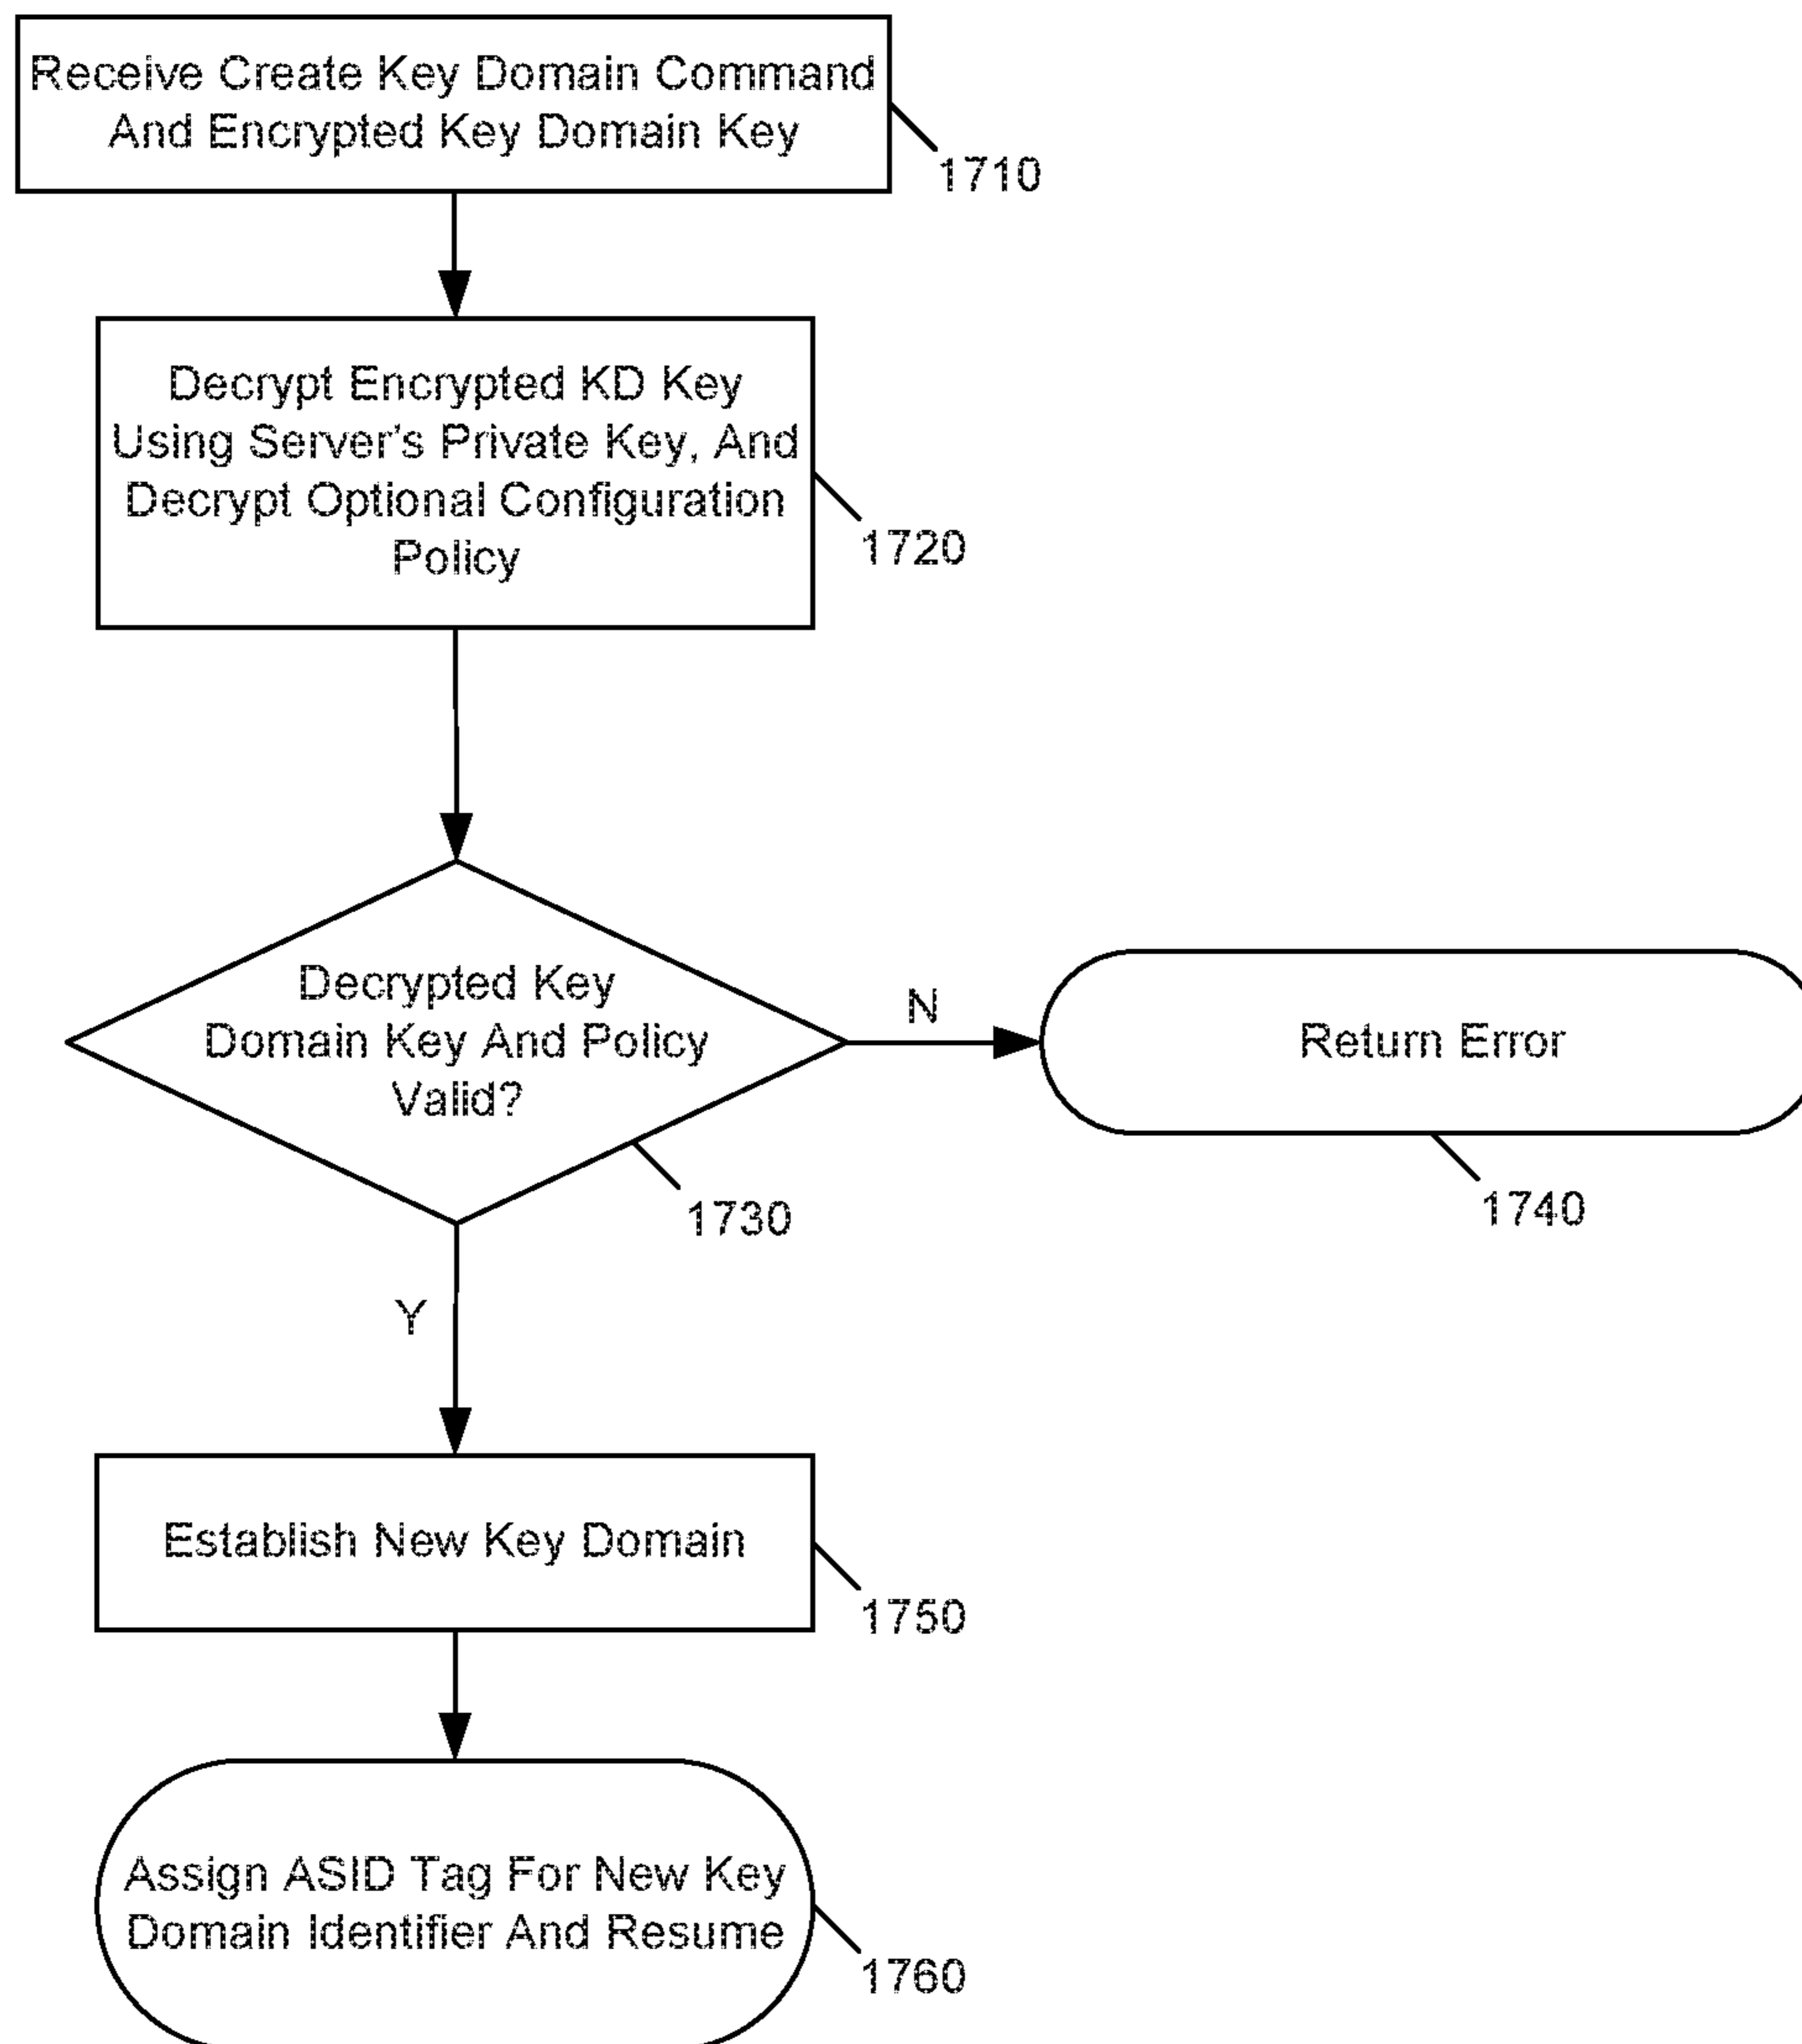 Receive Create Key Domain Command
And Encrypted Key Domain Key
1710
Decrypt Encrypted KD Key
Using Server's Private Key, And
Decrypt Optional Configuration
Policy
1720
Decrypted Key
Domain Key And Policy
Valid?
1730
N
Return Error
1740
Y
Establish New Key Domain
1750
Assign ASID Tag For New Key
Domain Identifier And Resume
1760